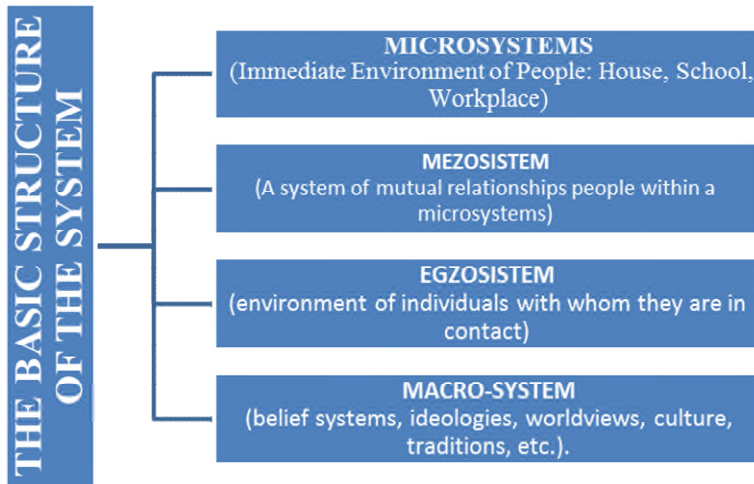 THE BASIC STRUCTURE
OF THE SYSTEM
MICROSYSTEMS
(Immediate Environment of People: House, School,
Workplace)
MEZOSISTEM
(A system of mutual relationships people within a
microsystems)
EGZOSISTEM
(environment of individuals with whom they are in
contact)
MACRO-SYSTEM
(belief systems, ideologies, worldviews, culture,
traditions, etc.).